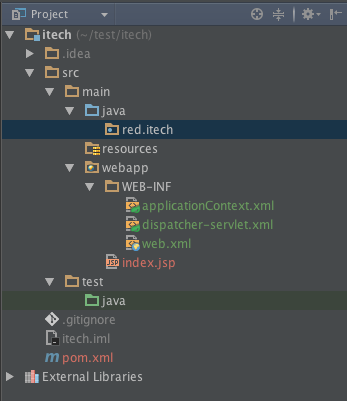 Project
itech (~/test/itech)
.idea
src
main
java
red.itech
resources
webapp
WEB-INF
applicationContext.xml
dispatcher-servlet.xml
web.xml
index.jsp
test
java
.gitignore
itech.iml
pom.xml
External Libraries